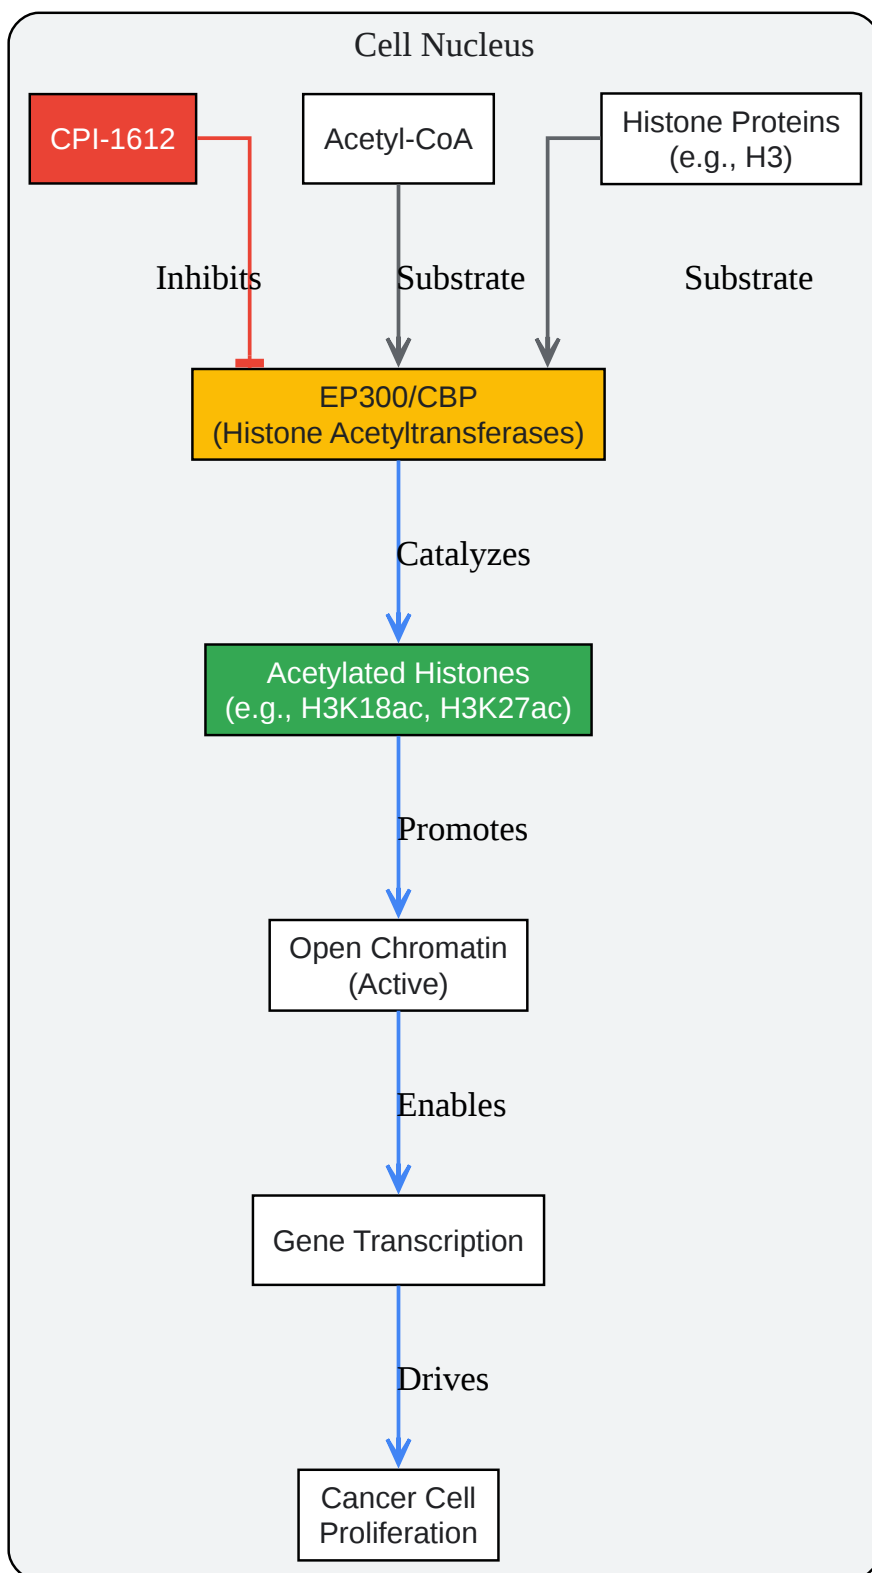 Cell Nucleus
CPI-1612
Acetyl-CoA
Histone Proteins
(e.g., H3)
Inhibits
Substrate
Substrate
EP300/CBP
(Histone Acetyltransferases)
Catalyzes
Acetylated Histones
(e.g., H3K18ac, H3K27ac)
Promotes
Open Chromatin
(Active)
Enables
Gene Transcription
Drives
Cancer Cell
Proliferation